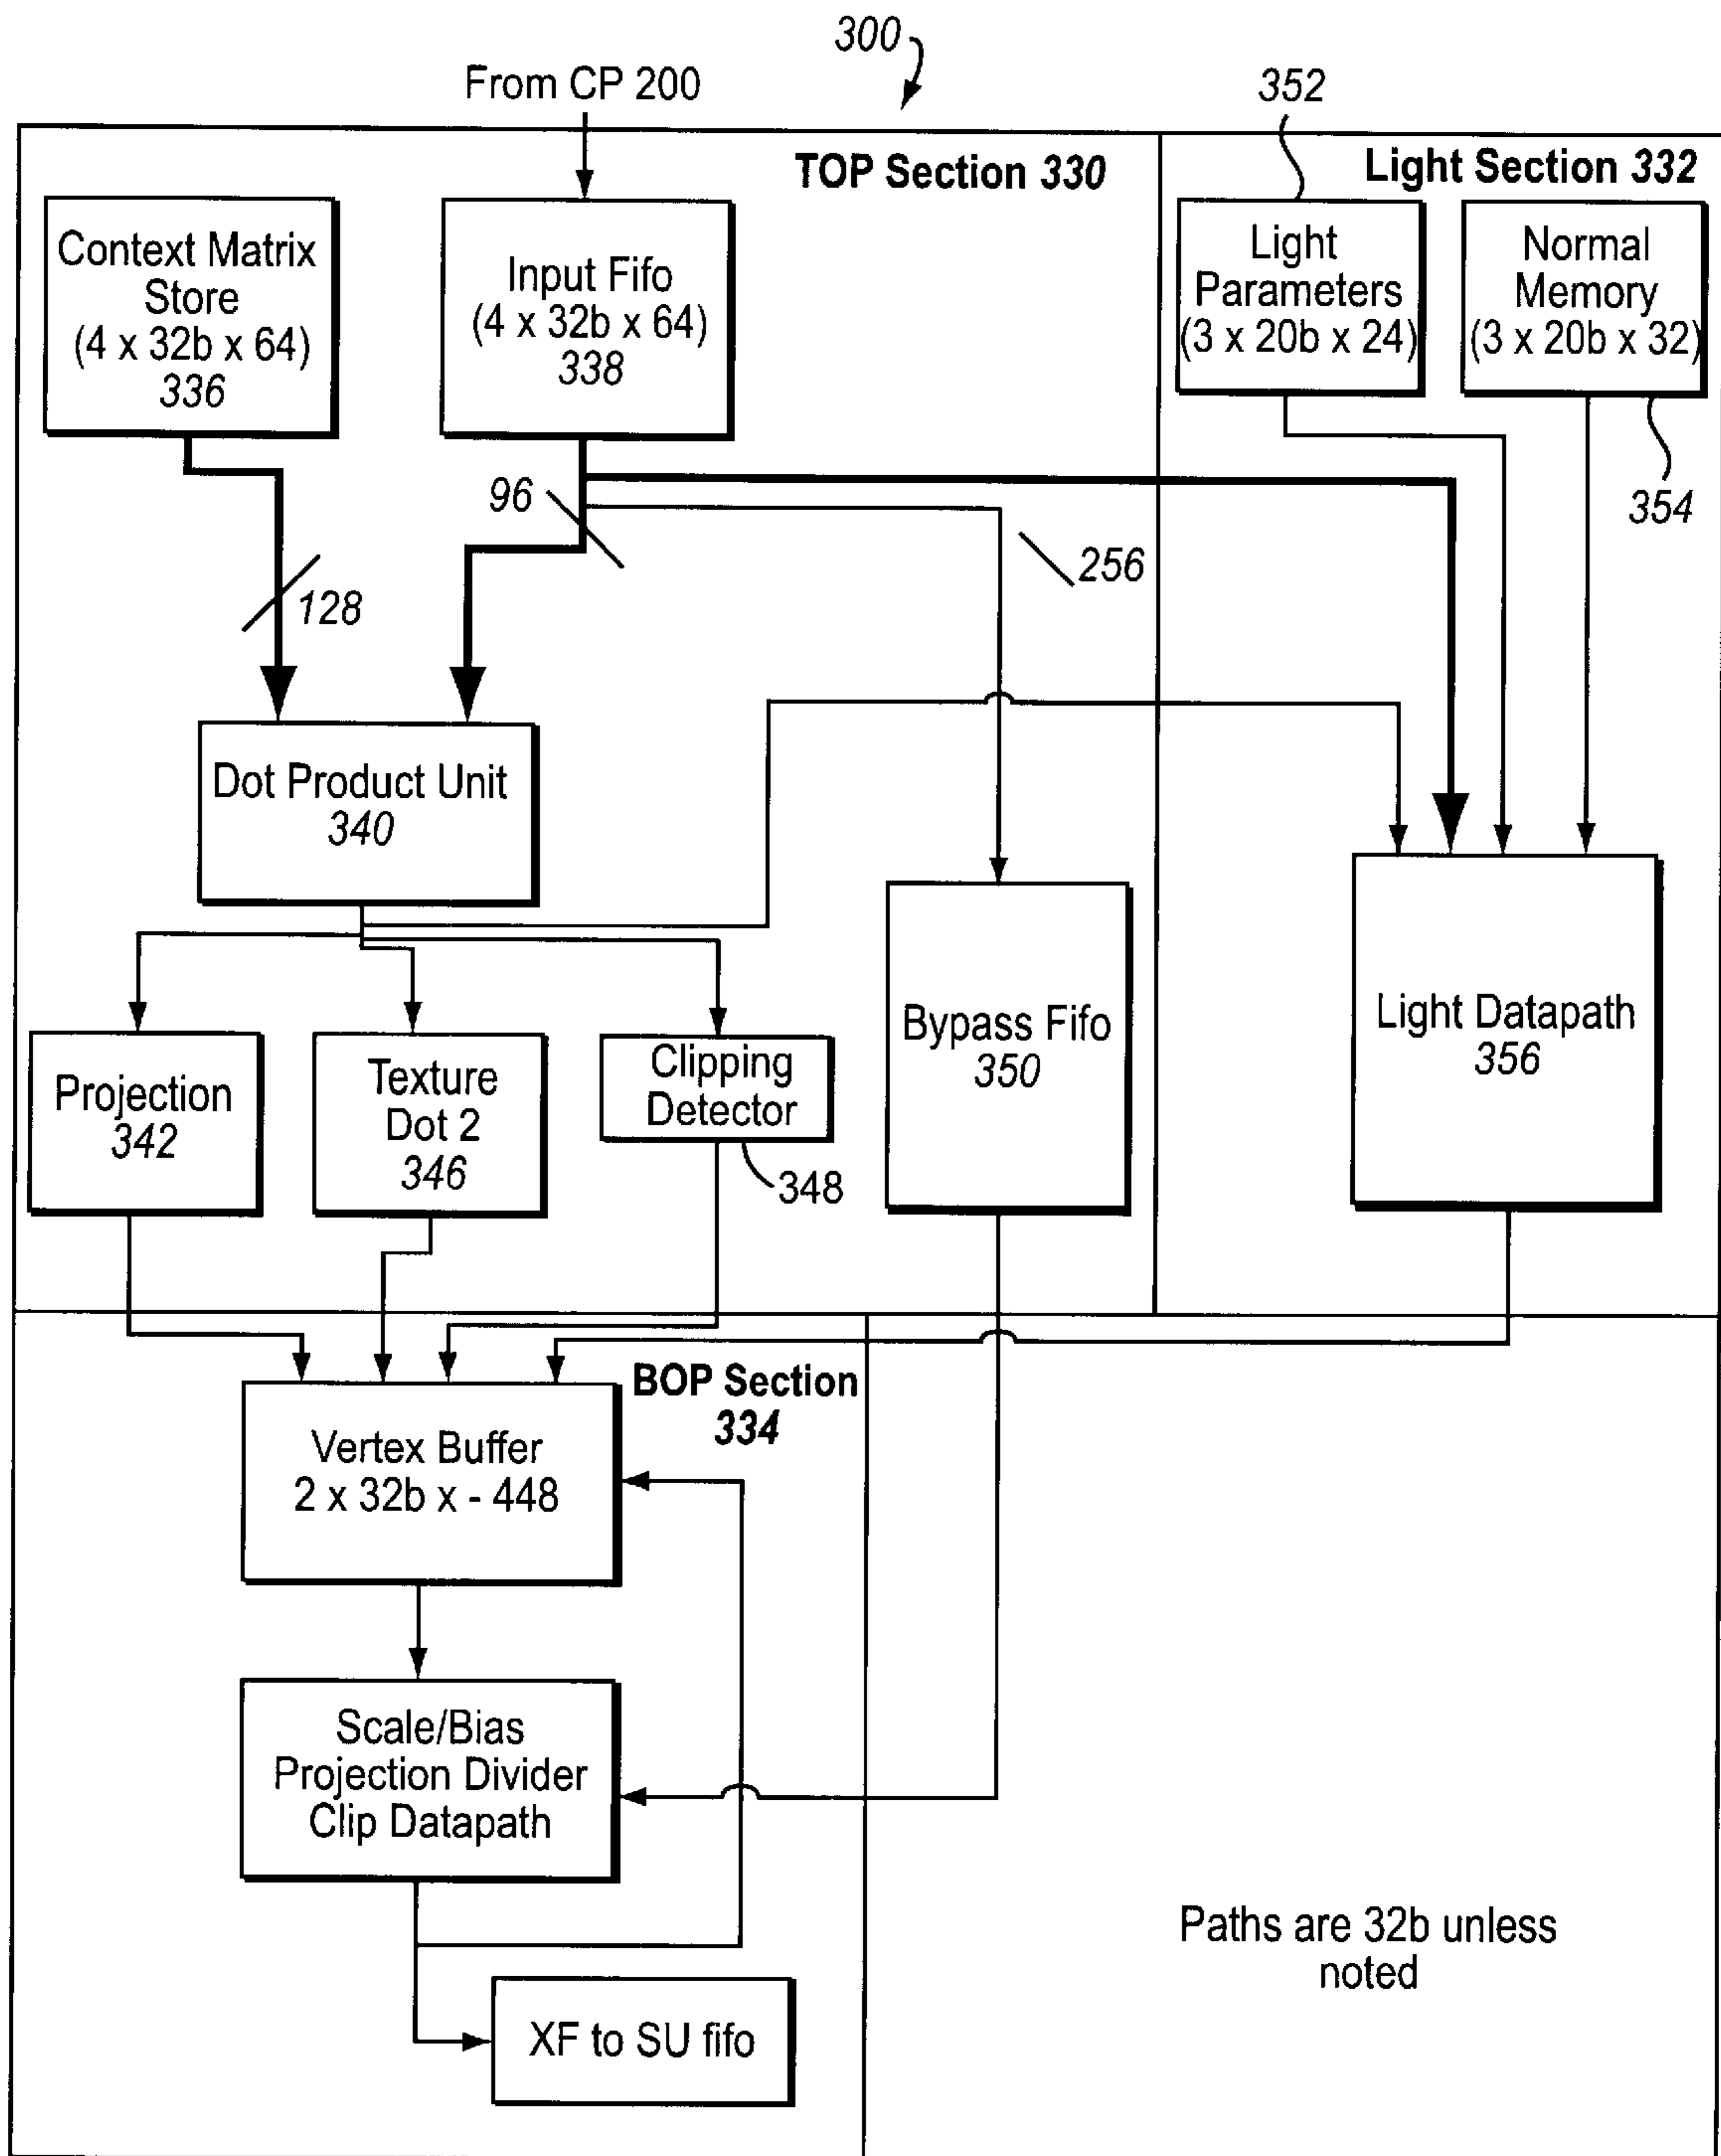 300
From CP 200
352
TOP Section 330
Light Section 332
Context Matrix
Store
(4 x 32b x 64)
336
Input Fifo
(4 x 32b x 64)
338
Light
Parameters
(3 x 20b x 24)
Normal
Memory
(3 x 20b x 32)
354
96
256
128
Dot Product Unit
340
Projection
342
Texture
Dot 2
346
Clipping
Detector
348
Bypass Fifo
350
Light Datapath
356
BOP Section
334
Vertex Buffer
2 x 32b x - 448
Scale/Bias
Projection Divider
Clip Datapath
XF to SU fifo
Paths are 32b unless
noted